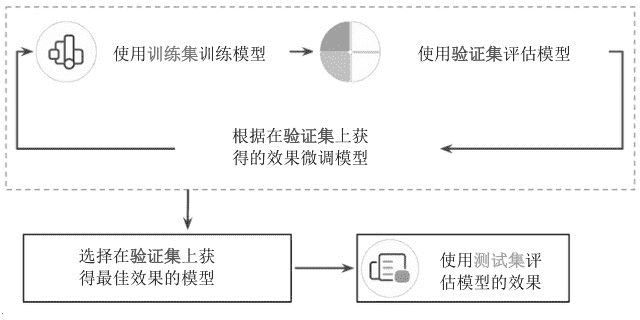 使用训练集训练模型
使用验证集评估模型
根据在验证集上获
得的效果微调模型
选择在验证集上获
得最佳效果的模型
使用测试集评
估模型的效果